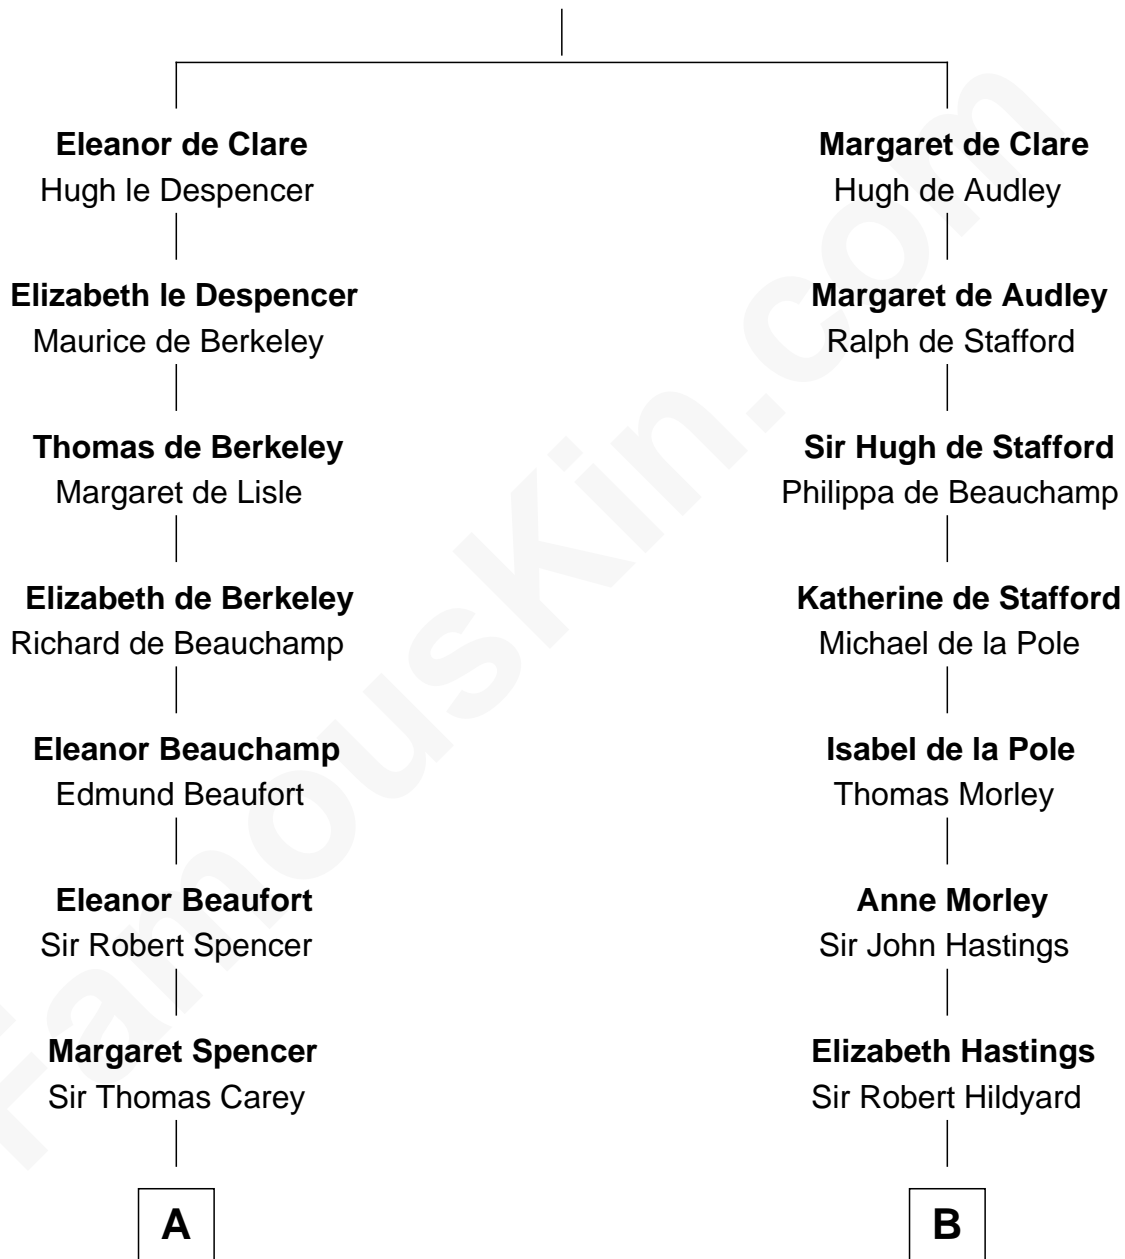 Eleanor de Clare
Hugh le Despencer
Elizabeth le Despencer
Maurice de Berkeley
Thomas de Berkeley
Margaret de Lisle
Elizabeth de Berkeley
Richard de Beauchamp
Eleanor Beauchamp
Edmund Beaufort
Eleanor Beaufort
Sir Robert Spencer
Margaret Spencer
Sir Thomas Carey
A
Margaret de Clare
Hugh de Audley
Margaret de Audley
Ralph de Stafford
Sir Hugh de Stafford
Philippa de Beauchamp
Katherine de Stafford
Michael de la Pole
Isabel de la Pole
Thomas Morley
Anne Morley
Sir John Hastings
Elizabeth Hastings
Sir Robert Hildyard
B
FamousKin.com